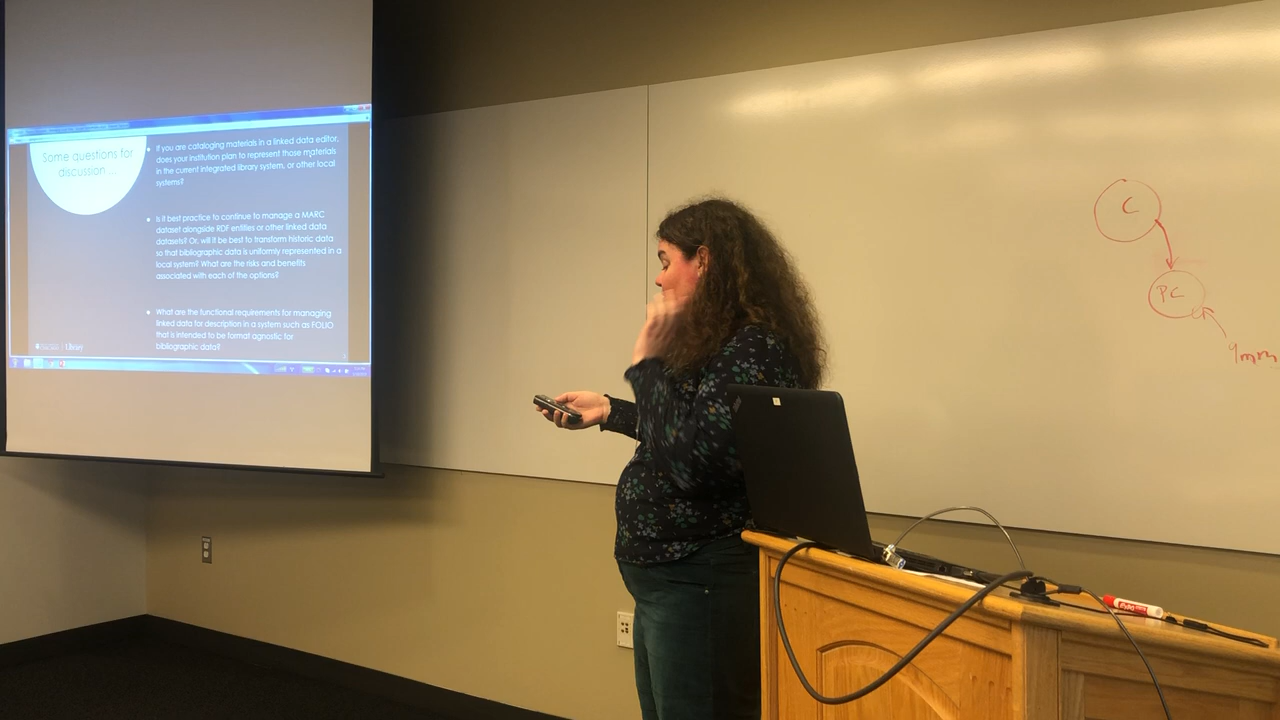 Some questions for
discussion ...
If you are cataloging materials in a linked data editor,
does your institution plan to represent those materials
in the current integrated library system, or other local
systems?
Is it best practice to continue to manage a MARC
dataset alongside RDF entities or other linked data
datasets? Or, will it be best to transform historic data
so that bibliographic data is uniformly represented in a
local system? What are the risks and benefits
associated with each of the options?
What are the functional requirements for managing
linked data for description in a system such as FOLIO
that is intended to be format agnostic for
bibliographic data?
Library
C
PC
EXPO